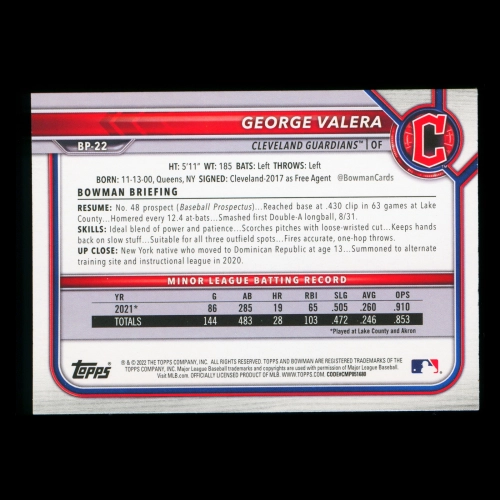 GEORGE VALERA
BP-22
CLEVELAND GUARDIANS™ | OF
C
HT: 5'11" WT: 185 BATS: Left THROWS: Left
BORN: 11-13-00, Queens, NY SIGNED: Cleveland-2017 as Free Agent @BowmanCards
BOWMAN BRIEFING
RESUME: No. 48 prospect (Baseball Prospectus)...Reached base at .430 clip in 63 games at Lake
County...Homered every 12.4 at-bats...Smashed first Double-A longball, 8/31.
SKILLS: Ideal blend of power and patience...Scorches pitches with loose-wristed cut...Keeps hands
back on slow stuff...Suitable for all three outfield spots...Fires accurate, one-hop throws.
UP CLOSE: New York native who moved to Dominican Republic at age 13...Summoned to alternate
training site and instructional league in 2020.
MINOR LEAGUE BATTING RECORD
YR G AB HR RBI SLG AVG OPS
2021* 86 285 19 65 .505 .260 .910
TOTALS 144 483 28 103 .472 .246 .853
*Played at Lake County and Akron
Topps
® & © 2022 THE TOPPS COMPANY, INC. ALL RIGHTS RESERVED. TOPPS AND BOWMAN ARE REGISTERED TRADEMARKS OF THE
TOPPS COMPANY, INC. Major League Baseball trademarks and copyrights are used with permission of Major League Baseball.
Visit MLB.com. OFFICIALLY LICENSED PRODUCT OF MLB. WWW.TOPPS.COM. CODE#CMP051680